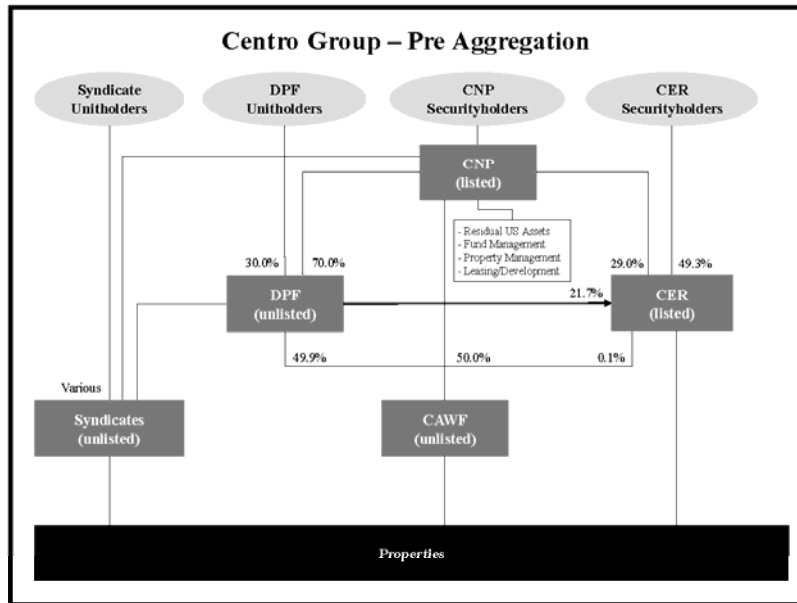 Centro Group – Pre Aggregation
Syndicate
Unitholders
DPF
Unitholders
CNP
Securityholders
CER
Securityholders
CNP
(listed)
- Residual US Assets
- Fund Management
- Property Management
- Leasing/Development
30.0%
70.0%
29.0%
49.3%
DPF
(unlisted)
21.7%
CER
(listed)
49.9%
50.0%
0.1%
Various
Syndicates
(unlisted)
CAWF
(unlisted)
Properties